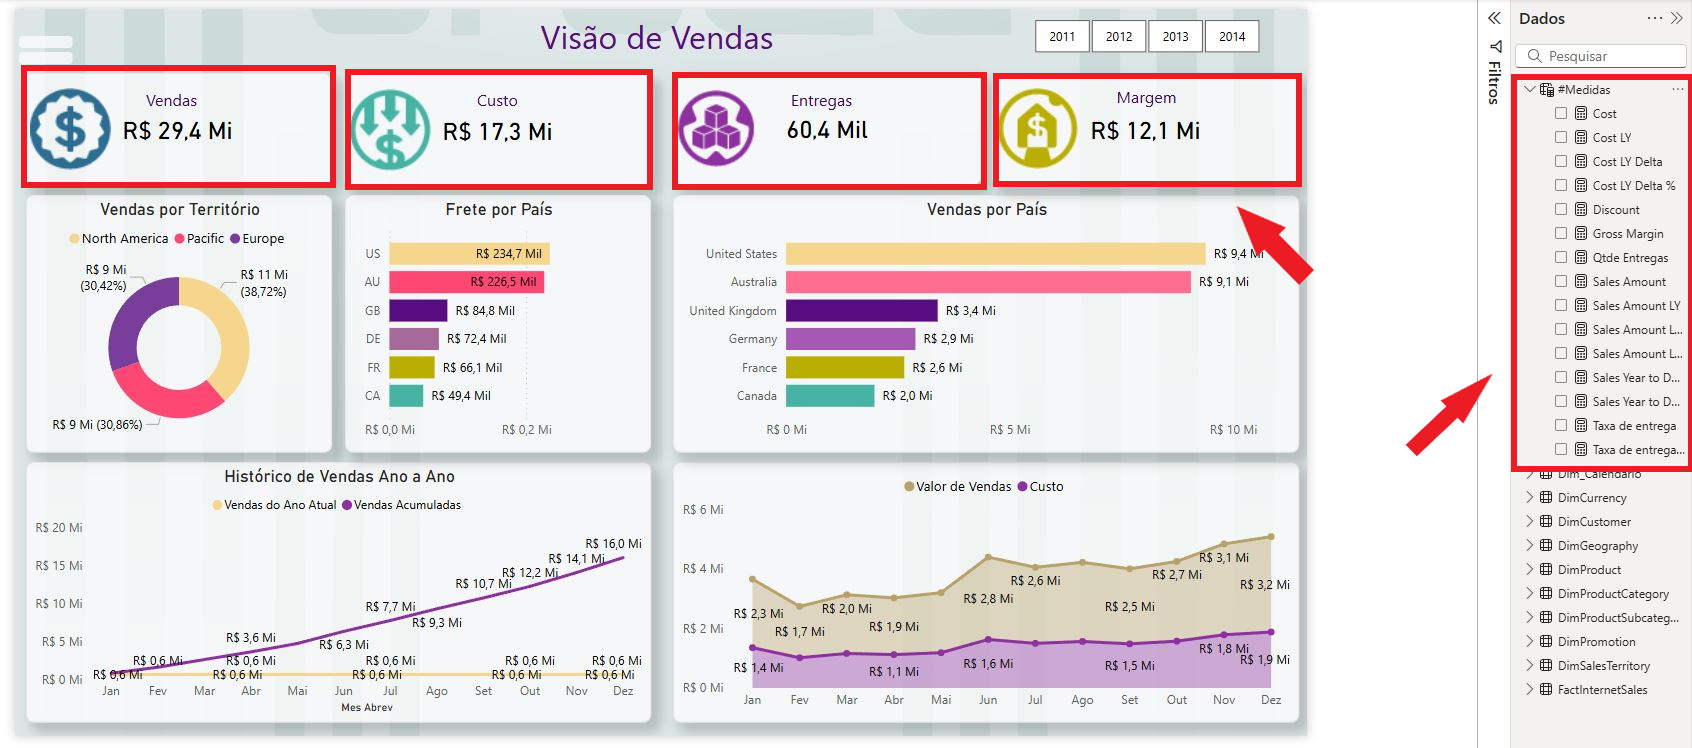 Visão de Vendas
2011 2012 2013 2014
Vendas
R$ 29,4 Mi
Custo
R$ 17,3 Mi
Entregas
60,4 Mil
Margem
R$ 12,1 Mi
Vendas por Território
North America Pacific Europe
R$ 9 Mi
(30,42%)
R$ 11 Mi
(38,72%)
R$ 9 Mi (30,86%)
Frete por País
US R$ 234,7 Mil
AU R$ 226,5 Mil
GB R$ 84,8 Mil
DE R$ 72,4 Mil
FR R$ 66,1 Mil
CA R$ 49,4 Mil
R$ 0,0 Mi R$ 0,2 Mi
Vendas por País
United States R$ 9,4 Mi
Australia R$ 9,1 Mi
United Kingdom R$ 3,4 Mi
Germany R$ 2,9 Mi
France R$ 2,6 Mi
Canada R$ 2,0 Mi
R$ 0 Mi R$ 5 Mi R$ 10 Mi
Histórico de Vendas Ano a Ano
Vendas do Ano Atual Vendas Acumuladas
R$ 20 Mi
R$ 15 Mi
R$ 10 Mi
R$ 5 Mi
R$ 0 Mi
R$ 16,0 Mi
R$ 14,1 Mi
R$ 12,2 Mi
R$ 10,7 Mi
R$ 9,3 Mi
R$ 7,7 Mi
R$ 6,3 Mi
R$ 3,6 Mi
R$ 0,6 Mi R$ 0,6 Mi R$ 0,6 Mi R$ 0,6 Mi R$ 0,6 Mi
R$ 0,6 Mi R$ 0,6 Mi R$ 0,6 Mi R$ 0,6 Mi R$ 0,6 Mi
Jan Fev Mar Abr Mai Jun Jul Ago Set Out Nov Dez
Mes Abrev
Valor de Vendas Custo
R$ 6 Mi
R$ 4 Mi
R$ 2 Mi
R$ 0 Mi
R$ 2,3 Mi R$ 1,7 Mi R$ 2,0 Mi R$ 1,9 Mi R$ 2,8 Mi R$ 2,6 Mi R$ 2,5 Mi R$ 2,7 Mi R$ 3,1 Mi R$ 3,2 Mi
R$ 1,4 Mi R$ 1,1 Mi R$ 1,6 Mi R$ 1,5 Mi R$ 1,8 Mi R$ 1,9 Mi
Jan Fev Mar Abr Mai Jun Jul Ago Set Out Nov Dez
Filtros
Dados
Pesquisar
#Medidas
Cost
Cost LY
Cost LY Delta
Cost LY Delta %
Discount
Gross Margin
Qtde Entregas
Sales Amount
Sales Amount LY
Sales Amount L...
Sales Amount L...
Sales Year to D...
Sales Year to D...
Taxa de entrega
Taxa de entrega...
Dim_Calendario
DimCurrency
DimCustomer
DimGeography
DimProduct
DimProductCategory
DimProductSubcateg...
DimPromotion
DimSalesTerritory
FactInternetSales